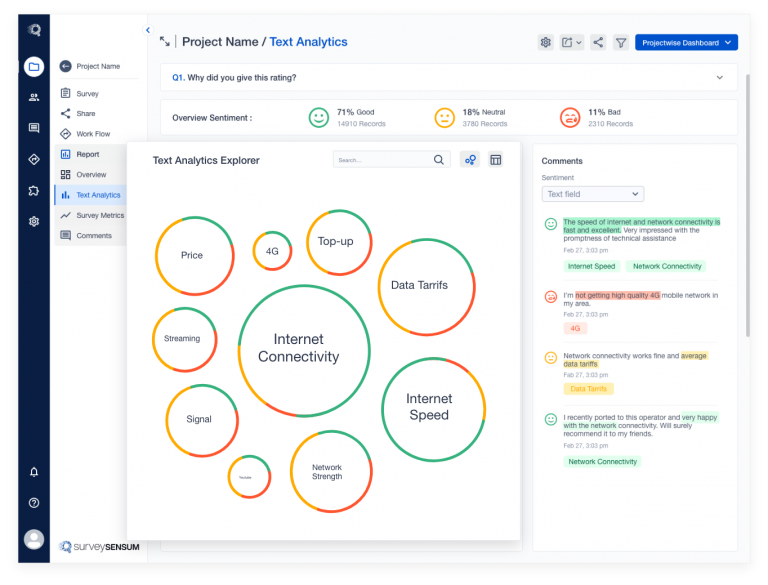 Project Name / Text Analytics
Projectwise Dashboard
Project Name
Survey
Share
Work Flow
Report
Overview
Text Analytics
Survey Metrics
Comments
surveySENSUM
Q1. Why did you give this rating?
Overview Sentiment :
71% Good
14910 Records
18% Neutral
3780 Records
11% Bad
2310 Records
Text Analytics Explorer
Search...
Price
4G
Top-up
Data Tarrifs
Streaming
Internet
Connectivity
Signal
Internet
Speed
Network
Strength
Comments
Sentiment
Text field
The speed of internet and network connectivity is
fast and excellent. Very impressed with the
promptness of technical assistance
Feb 27, 3:03 pm
Internet Speed
Network Connectivity
I'm not getting high quality 4G mobile network in
my area.
Feb 27, 3:03 pm
4G
Network connectivity works fine and average
data tariffs
Feb 27, 3:03 pm
Data Tarrifs
I recently ported to this operator and very happy
with the network connectivity. Will surely
recommend it to my friends.
Feb 27, 3:03 pm
Network Connectivity